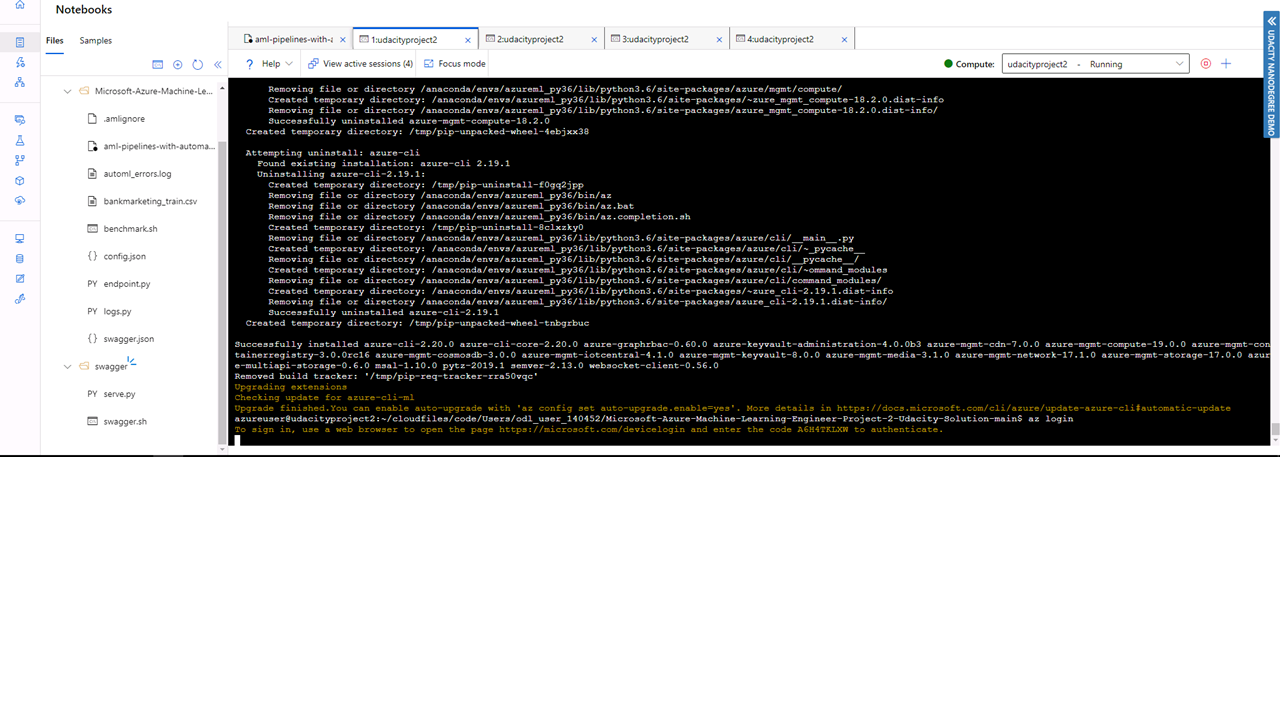 Notebooks
Files
Samples
Microsoft-Azure-Machine-Le...
.amlignore
aml-pipelines-with-automa...
automl_errors.log
bankmarketing_train.csv
benchmark.sh
{ } config.json
PY endpoint.py
PY logs.py
{ } swagger.json
swagger
PY serve.py
swagger.sh
aml-pipelines-with-a
1:udacityproject2
2:udacityproject2
3:udacityproject2
4:udacityproject2
? Help
View active sessions (4)
Focus mode
Compute:
udacityproject2 - Running
UDACITY NANODEGREE DEMO
Removing file or directory /anaconda/envs/azureml_py36/lib/python3.6/site-packages/azure/mgmt/compute/
Created temporary directory: /anaconda/envs/azureml_py36/lib/python3.6/site-packages/~zure_mgmt_compute-18.2.0.dist-info
Removing file or directory /anaconda/envs/azureml_py36/lib/python3.6/site-packages/azure_mgmt_compute-18.2.0.dist-info/
Successfully uninstalled azure-mgmt-compute-18.2.0
Created temporary directory: /tmp/pip-unpacked-wheel-4ebjxx38
Attempting uninstall: azure-cli
Found existing installation: azure-cli 2.19.1
Uninstalling azure-cli-2.19.1:
Created temporary directory: /tmp/pip-uninstall-f0gq2jpp
Removing file or directory /anaconda/envs/azureml_py36/bin/az
Removing file or directory /anaconda/envs/azureml_py36/bin/az.bat
Removing file or directory /anaconda/envs/azureml_py36/bin/az.completion.sh
Created temporary directory: /tmp/pip-uninstall-8clxzky0
Removing file or directory /anaconda/envs/azureml_py36/lib/python3.6/site-packages/azure/cli/__main__.py
Created temporary directory: /anaconda/envs/azureml_py36/lib/python3.6/site-packages/azure/cli/~_pycache__
Removing file or directory /anaconda/envs/azureml_py36/lib/python3.6/site-packages/azure/cli/__pycache__/
Created temporary directory: /anaconda/envs/azureml_py36/lib/python3.6/site-packages/azure/cli/~ommand_modules
Removing file or directory /anaconda/envs/azureml_py36/lib/python3.6/site-packages/azure/cli/command_modules/
Created temporary directory: /anaconda/envs/azureml_py36/lib/python3.6/site-packages/~zure_cli-2.19.1.dist-info
Removing file or directory /anaconda/envs/azureml_py36/lib/python3.6/site-packages/azure_cli-2.19.1.dist-info/
Successfully uninstalled azure-cli-2.19.1
Created temporary directory: /tmp/pip-unpacked-wheel-tnbgrbuc
Successfully installed azure-cli-2.20.0 azure-cli-core-2.20.0 azure-graphrbac-0.60.0 azure-keyvault-administration-4.0.0b3 azure-mgmt-cdn-7.0.0 azure-mgmt-compute-19.0.0 azure-mgmt-con
tainerregistry-3.0.0rc16 azure-mgmt-cosmosdb-3.0.0 azure-mgmt-iotcentral-4.1.0 azure-mgmt-keyvault-8.0.0 azure-mgmt-media-3.1.0 azure-mgmt-network-17.1.0 azure-mgmt-storage-17.0.0 azur
e-multiapi-storage-0.6.0 msal-1.10.0 pytz-2019.1 semver-2.13.0 websocket-client-0.56.0
Removed build tracker: '/tmp/pip-req-tracker-rra50vqc'
Upgrading extensions
Checking update for azure-cli-ml
Upgrade finished.You can enable auto-upgrade with 'az config set auto-upgrade.enable=yes'. More details in https://docs.microsoft.com/cli/azure/update-azure-cli#automatic-update
azureuser@udacityproject2:~/cloudfiles/code/Users/odl_user_140452/Microsoft-Azure-Machine-Learning-Engineer-Project-2-Udacity-Solution-main$ az login
To sign in, use a web browser to open the page https://microsoft.com/devicelogin and enter the code A6H4TKLXW to authenticate.